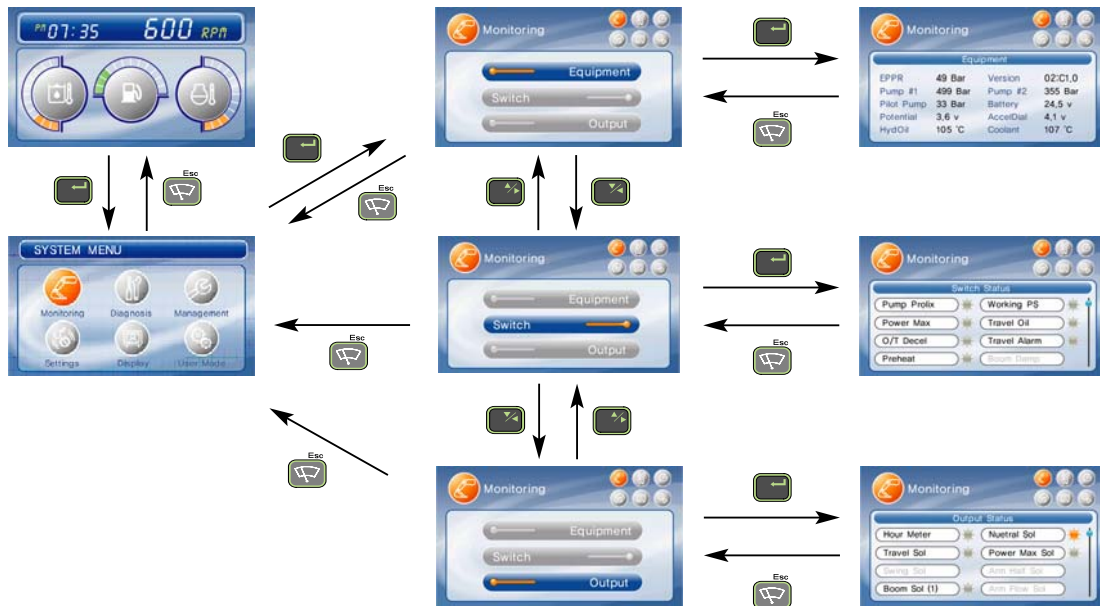 PM 07:35 600 RPM
Monitoring
Equipment
Switch
Output
Monitoring
Equipment
EPPR 49 Bar Version 02:C1,0
Pump #1 499 Bar Pump #2 355 Bar
Pilot Pump 33 Bar Battery 24,5 v
Potential 3,6 v AccelDial 4,1 v
HydOil 105 ℃ Coolant 107 ℃
Esc
Esc
Esc
SYSTEM MENU
Monitoring Diagnosis Management
Settings Display User Mode
Monitoring
Equipment
Switch
Output
Monitoring
Switch Status
Pump Prolix Working PS
Power Max Travel Oil
O/T Decel Travel Alarm
Preheat Boom Damp
Esc
Esc
Esc
Monitoring
Equipment
Switch
Output
Monitoring
Output Status
Hour Meter Nuetral Sol
Travel Sol Power Max Sol
Swing Sol Arm Half Sol
Boom Sol (1) Arm Flow Sol
Esc